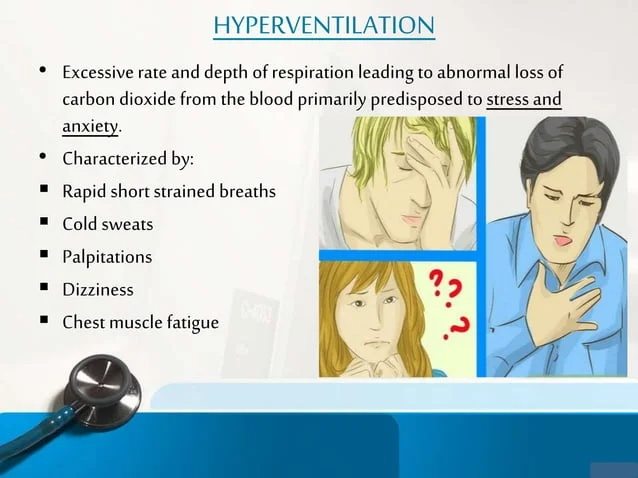 HYPERVENTILATION
• Excessive rate and depth of respiration leading to abnormal loss of
carbon dioxide from the blood primarily predisposed to stress and
anxiety.
• Characterized by:
▪ Rapid short strained breaths
▪ Cold sweats
▪ Palpitations
▪ Dizziness
▪ Chest muscle fatigue
???